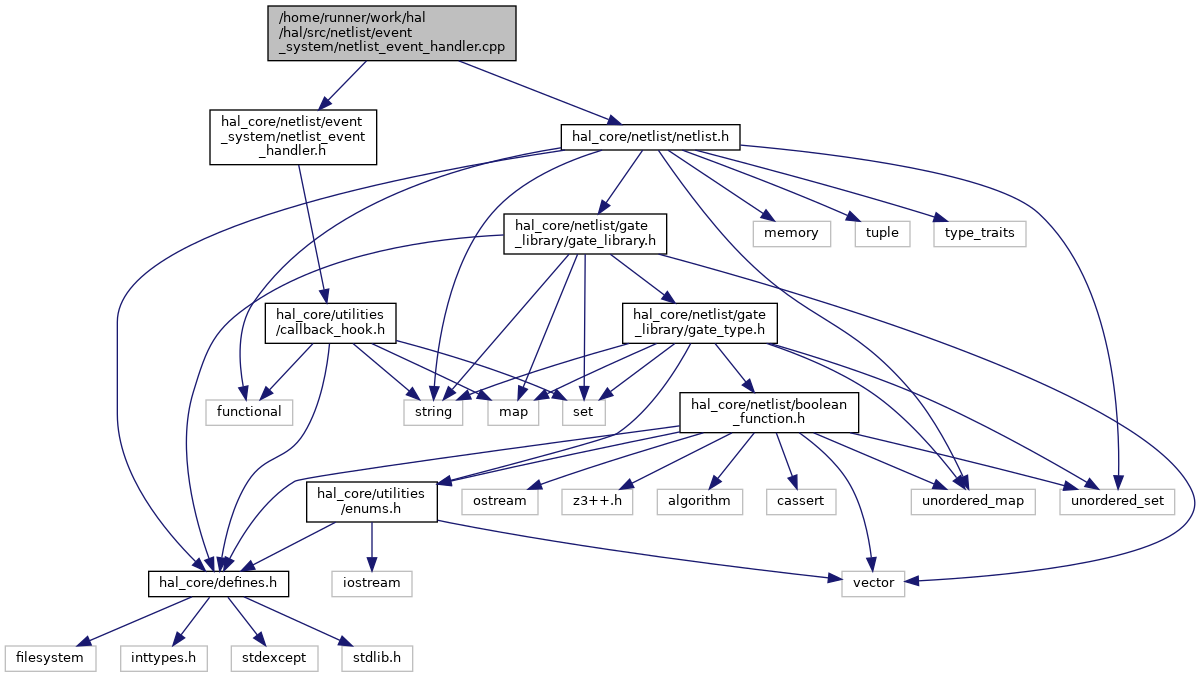 /home/runner/work/hal
/hal/src/netlist/event
_system/netlist_event_handler.cpp
hal_core/netlist/event
_system/netlist_event
_handler.h
hal_core/netlist/netlist.h
hal_core/netlist/gate
_library/gate_library.h
memory
tuple
type_traits
hal_core/utilities
/callback_hook.h
hal_core/netlist/gate
_library/gate_type.h
functional
string
map
set
hal_core/netlist/boolean
_function.h
hal_core/utilities
/enums.h
ostream
z3++.h
algorithm
cassert
unordered_map
unordered_set
hal_core/defines.h
iostream
vector
filesystem
inttypes.h
stdexcept
stdlib.h